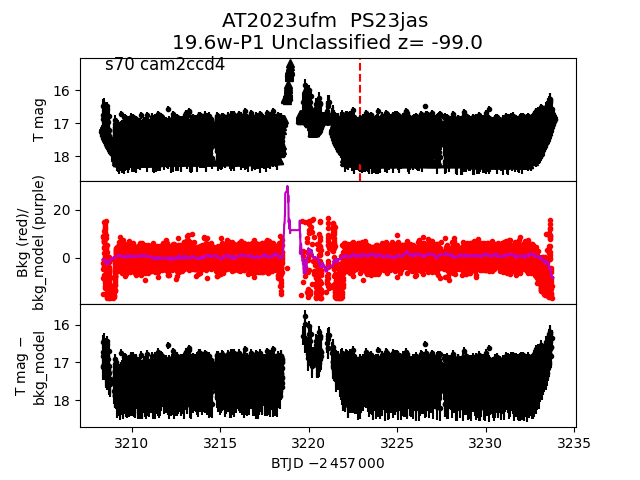 AT2023ufm  PS23jas
19.6w-P1 Unclassified z= -99.0
s70 cam2ccd4
T mag
16
17
18
Bkg (red)/
bkg_model (purple)
20
0
T mag −
bkg_model
16
17
18
3210 3215 3220 3225 3230 3235
BTJD −2 457 000